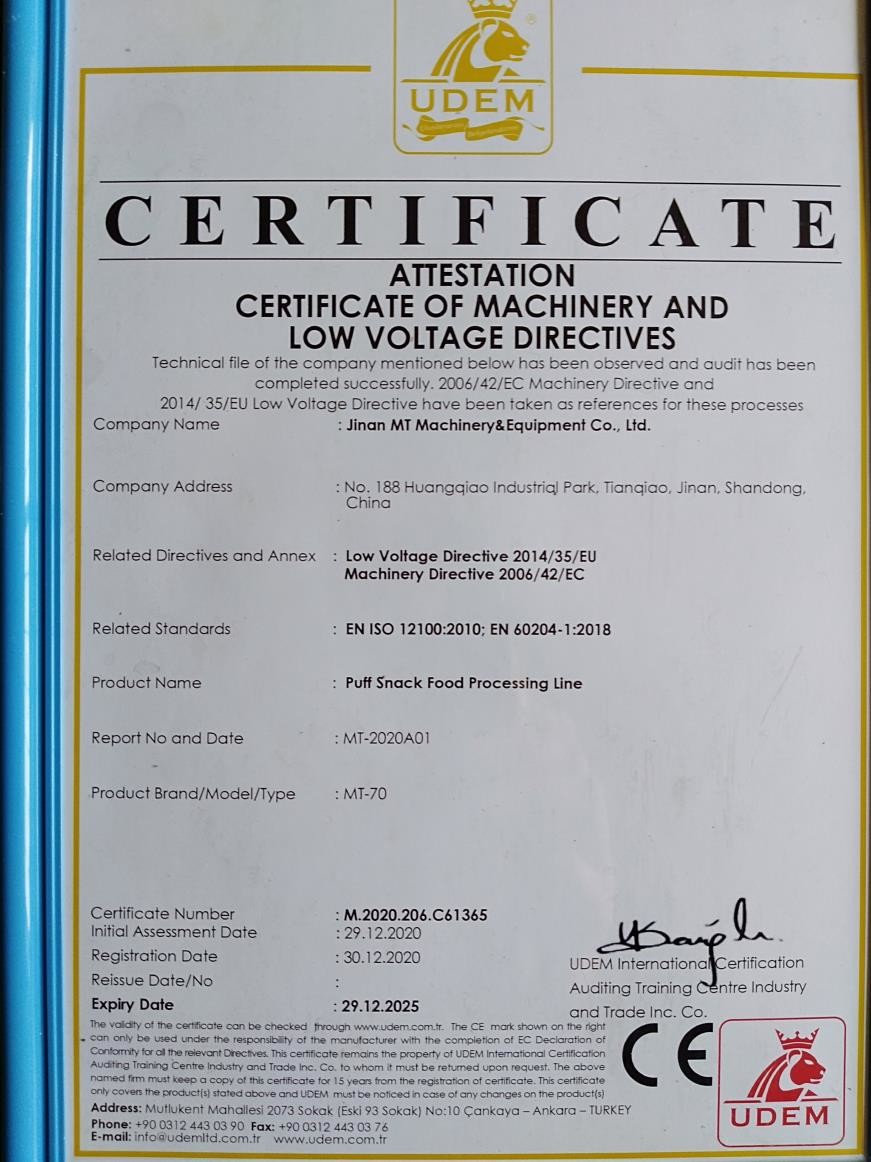 UDEM
®
CERTIFICATE
ATTESTATION
CERTIFICATE OF MACHINERY AND
LOW VOLTAGE DIRECTIVES
Technical file of the company mentioned below has been observed and audit has been
completed successfully. 2006/42/EC Machinery Directive and
2014/ 35/EU Low Voltage Directive have been taken as references for these processes
Company Name : Jinan MT Machinery&Equipment Co., Ltd.
Company Address : No. 188 Huangqiao Industrial Park, Tianqiao, Jinan, Shandong,
China
Related Directives and Annex : Low Voltage Directive 2014/35/EU
Machinery Directive 2006/42/EC
Related Standards : EN ISO 12100:2010; EN 60204-1:2018
Product Name : Puff Snack Food Processing Line
Report No and Date : MT-2020A01
Product Brand/Model/Type : MT-70
Certificate Number : M.2020.206.C61365
Initial Assessment Date : 29.12.2020
Registration Date : 30.12.2020
Reissue Date/No :
Expiry Date : 29.12.2025
UDEM International Certification
Auditing Training Centre Industry
and Trade Inc. Co.
The validity of the certificate can be checked through www.udem.com.tr. The CE mark shown on the right
can only be used under the responsibility of the manufacturer with the completion of EC Declaration of
Conformity for all the relevant Directives. This certificate remains the property of UDEM International Certification
Auditing Training Centre Industry and Trade Inc. Co. to whom it must be returned upon request. The above
named firm must keep a copy of this certificate for 15 years from the registration of certificate. This certificate
only covers the product(s) stated above and UDEM must be noticed in case of any changes on the product(s)
Address: Mutlukent Mahallesi 2073 Sokak (Eski 93 Sokak) No:10 Çankaya – Ankara – TURKEY
Phone: +90 0312 443 03 90 Fax: +90 0312 443 03 76
E-mail: info@udemltd.com.tr www.udem.com.tr
CE
UDEM